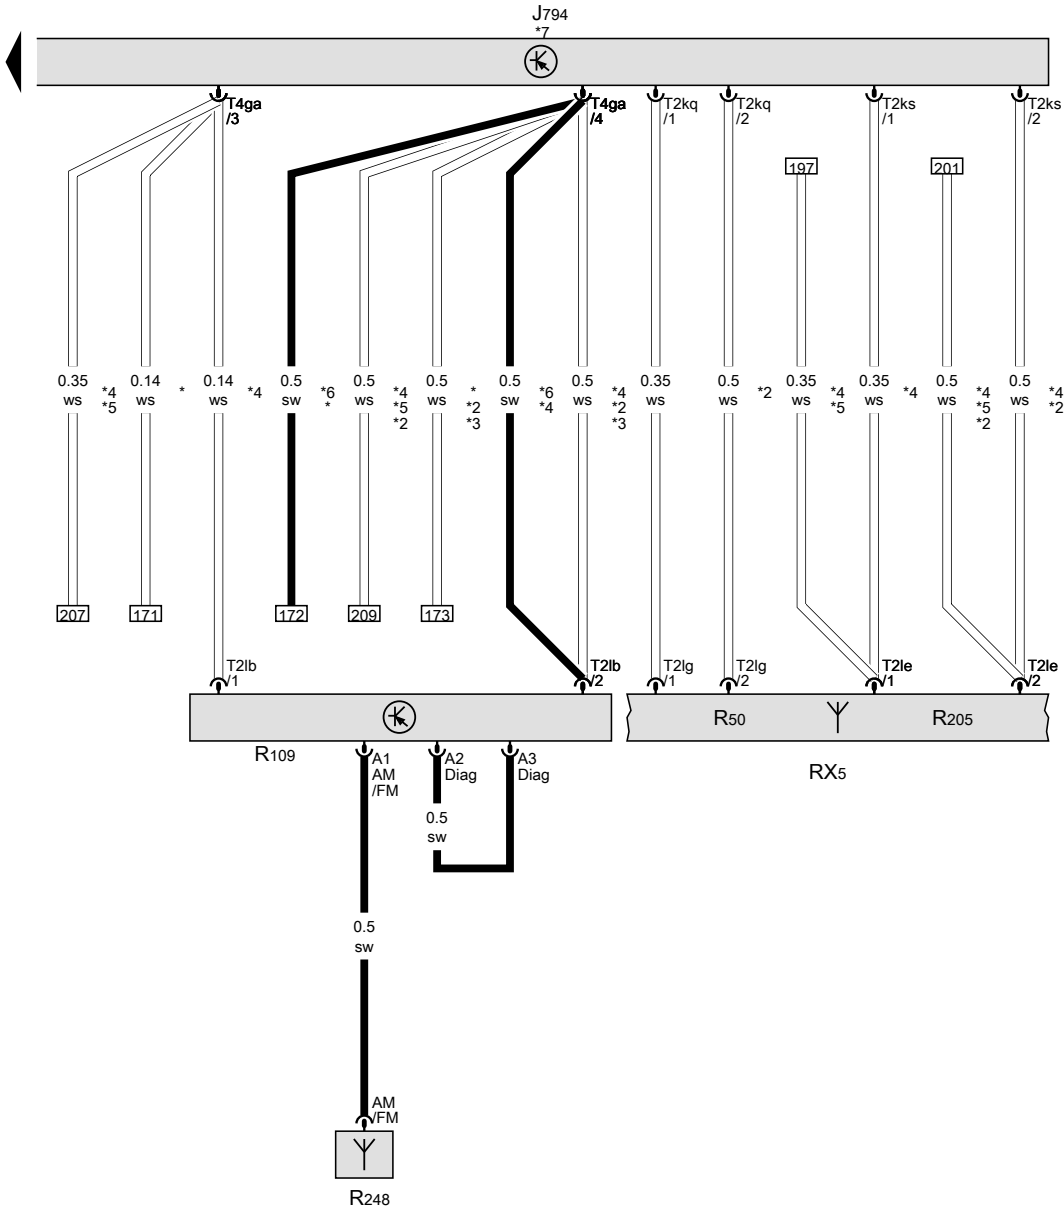 J794
*7
T4ga
/3
T4ga
/4
T2kq
/1
T2kq
/2
T2ks
/1
T2ks
/2
197
201
0.35
ws
*4
*5
0.14
ws
*
0.14
ws
*4
0.5
sw
*6
*
0.5
ws
*4
*5
*2
0.5
ws
*
*2
*3
0.5
sw
*6
*4
0.5
ws
*4
*2
*3
0.35
ws
0.5
ws
*2
0.35
ws
*4
*5
0.35
ws
*4
0.5
ws
*4
*5
*2
0.5
ws
*4
*2
207
171
172
209
173
T2lb
/1
T2lb
/2
T2lg
/1
T2lg
/2
T2le
/1
T2le
/2
R50
R205
R109
RX5
A1
AM
/FM
A2
Diag
A3
Diag
0.5
sw
0.5
sw
AM
/FM
R248